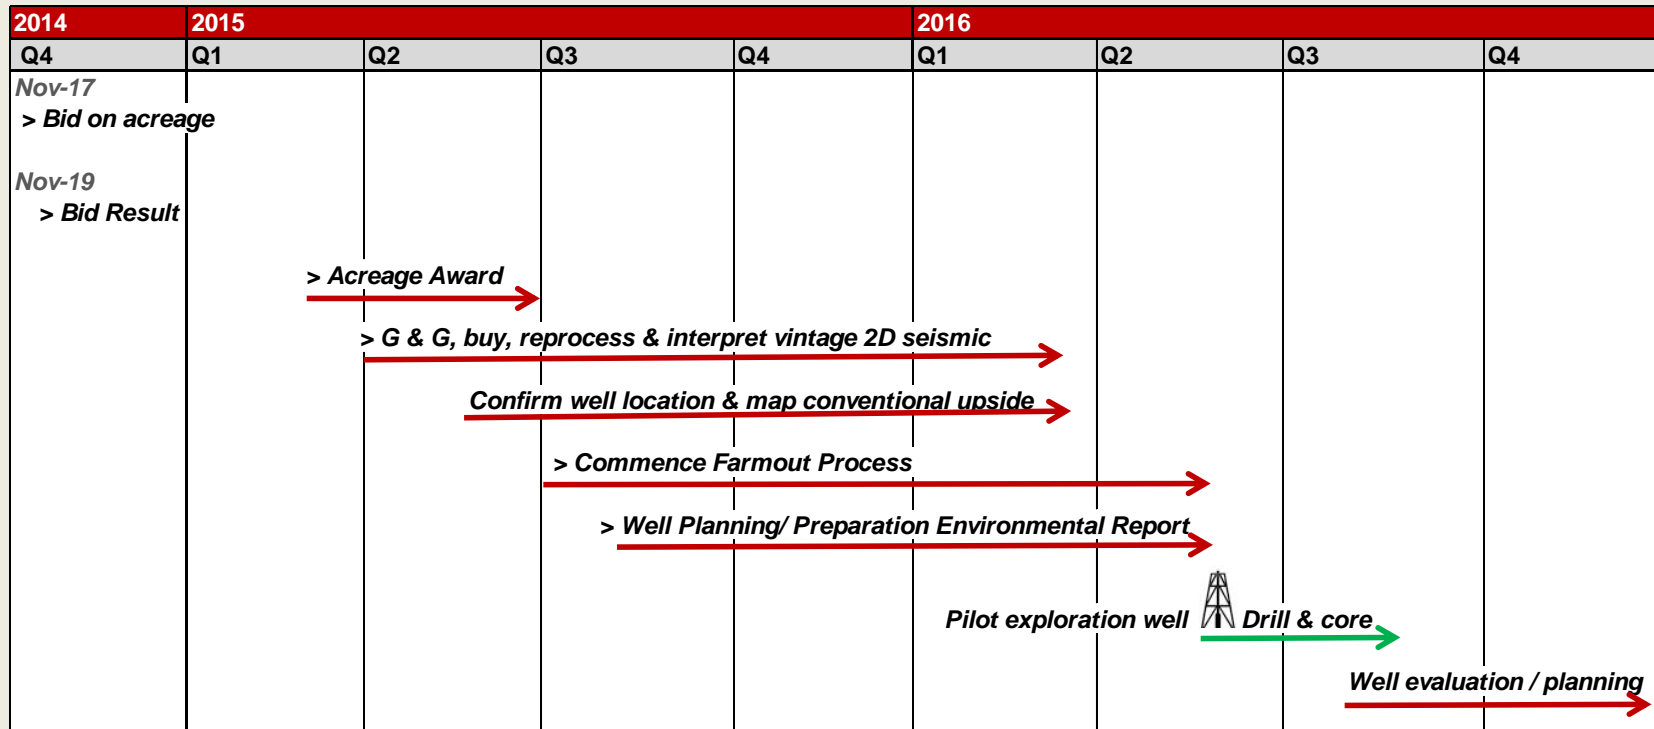 2014 2015 2016
Q4 Q1 Q2 Q3 Q4 Q1 Q2 Q3 Q4
Nov-17
> Bid on acreage
Nov-19
> Bid Result
> Acreage Award
> G & G, buy, reprocess & interpret vintage 2D seismic
Confirm well location & map conventional upside
> Commence Farmout Process
> Well Planning/ Preparation Environmental Report
Pilot exploration well Drill & core
Well evaluation / planning